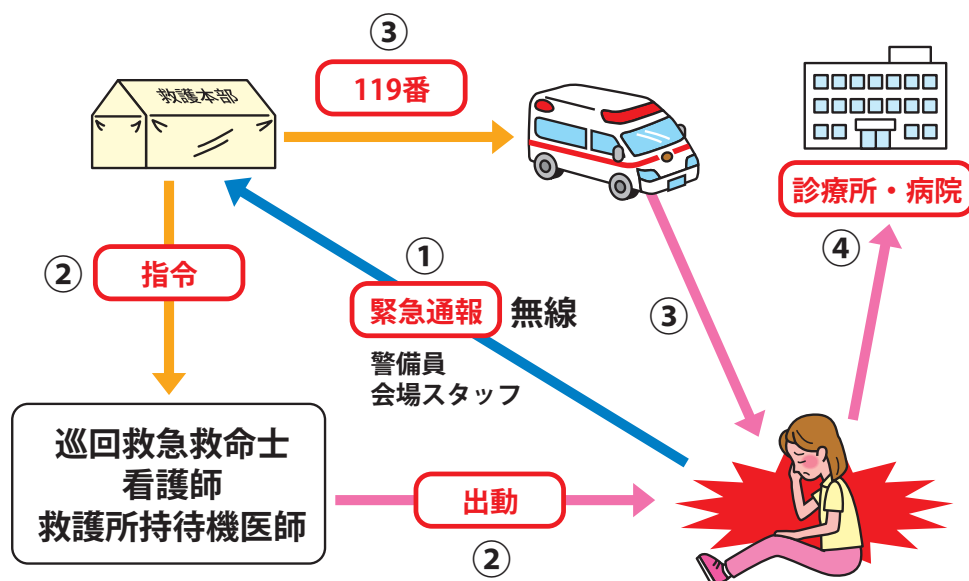 ③
119番
救護本部
診療所・病院
④
①
②
指令
緊急通報 無線
③
警備員
会場スタッフ
巡回救急救命士
看護師
救護所持待機医師
出動
②